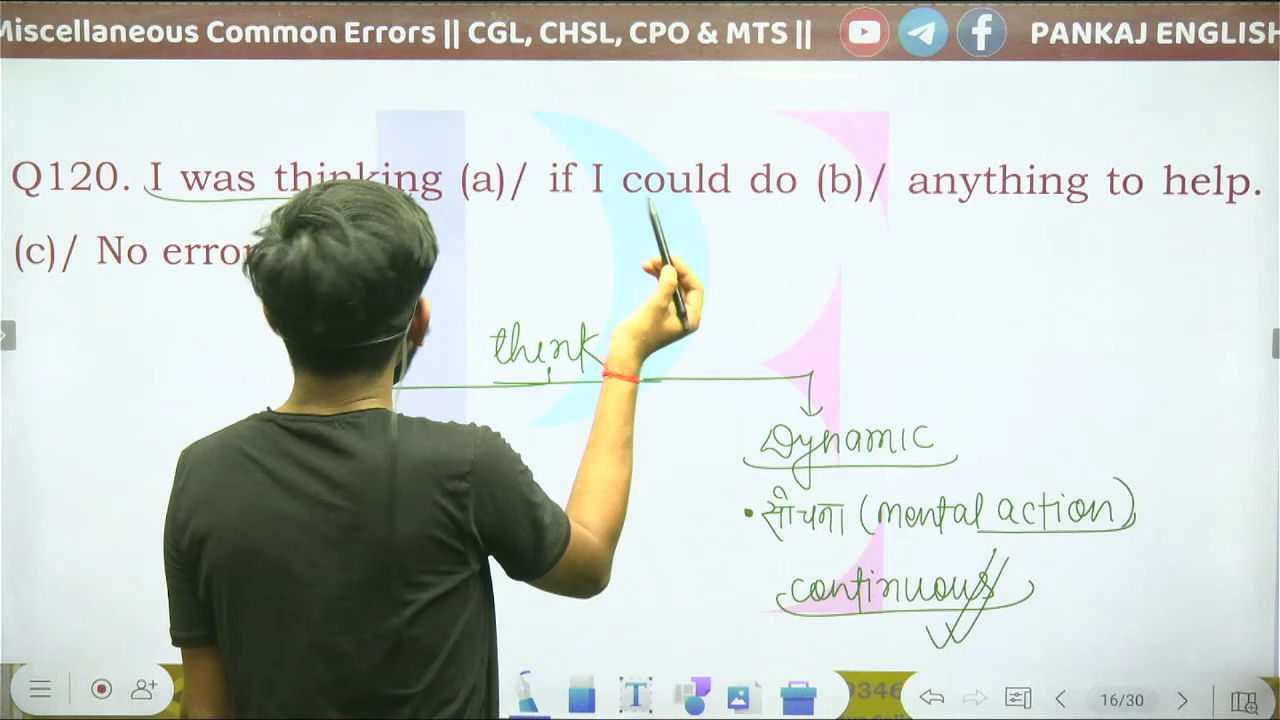 Miscellaneous Common Errors || CGL, CHSL, CPO & MTS || PANKAJ ENGLISH
Q120. I was thinking (a)/ if I could do (b)/ anything to help.
(c)/ No error
think
Dynamic
• सोचना (mental action)
continuous
T
16/30